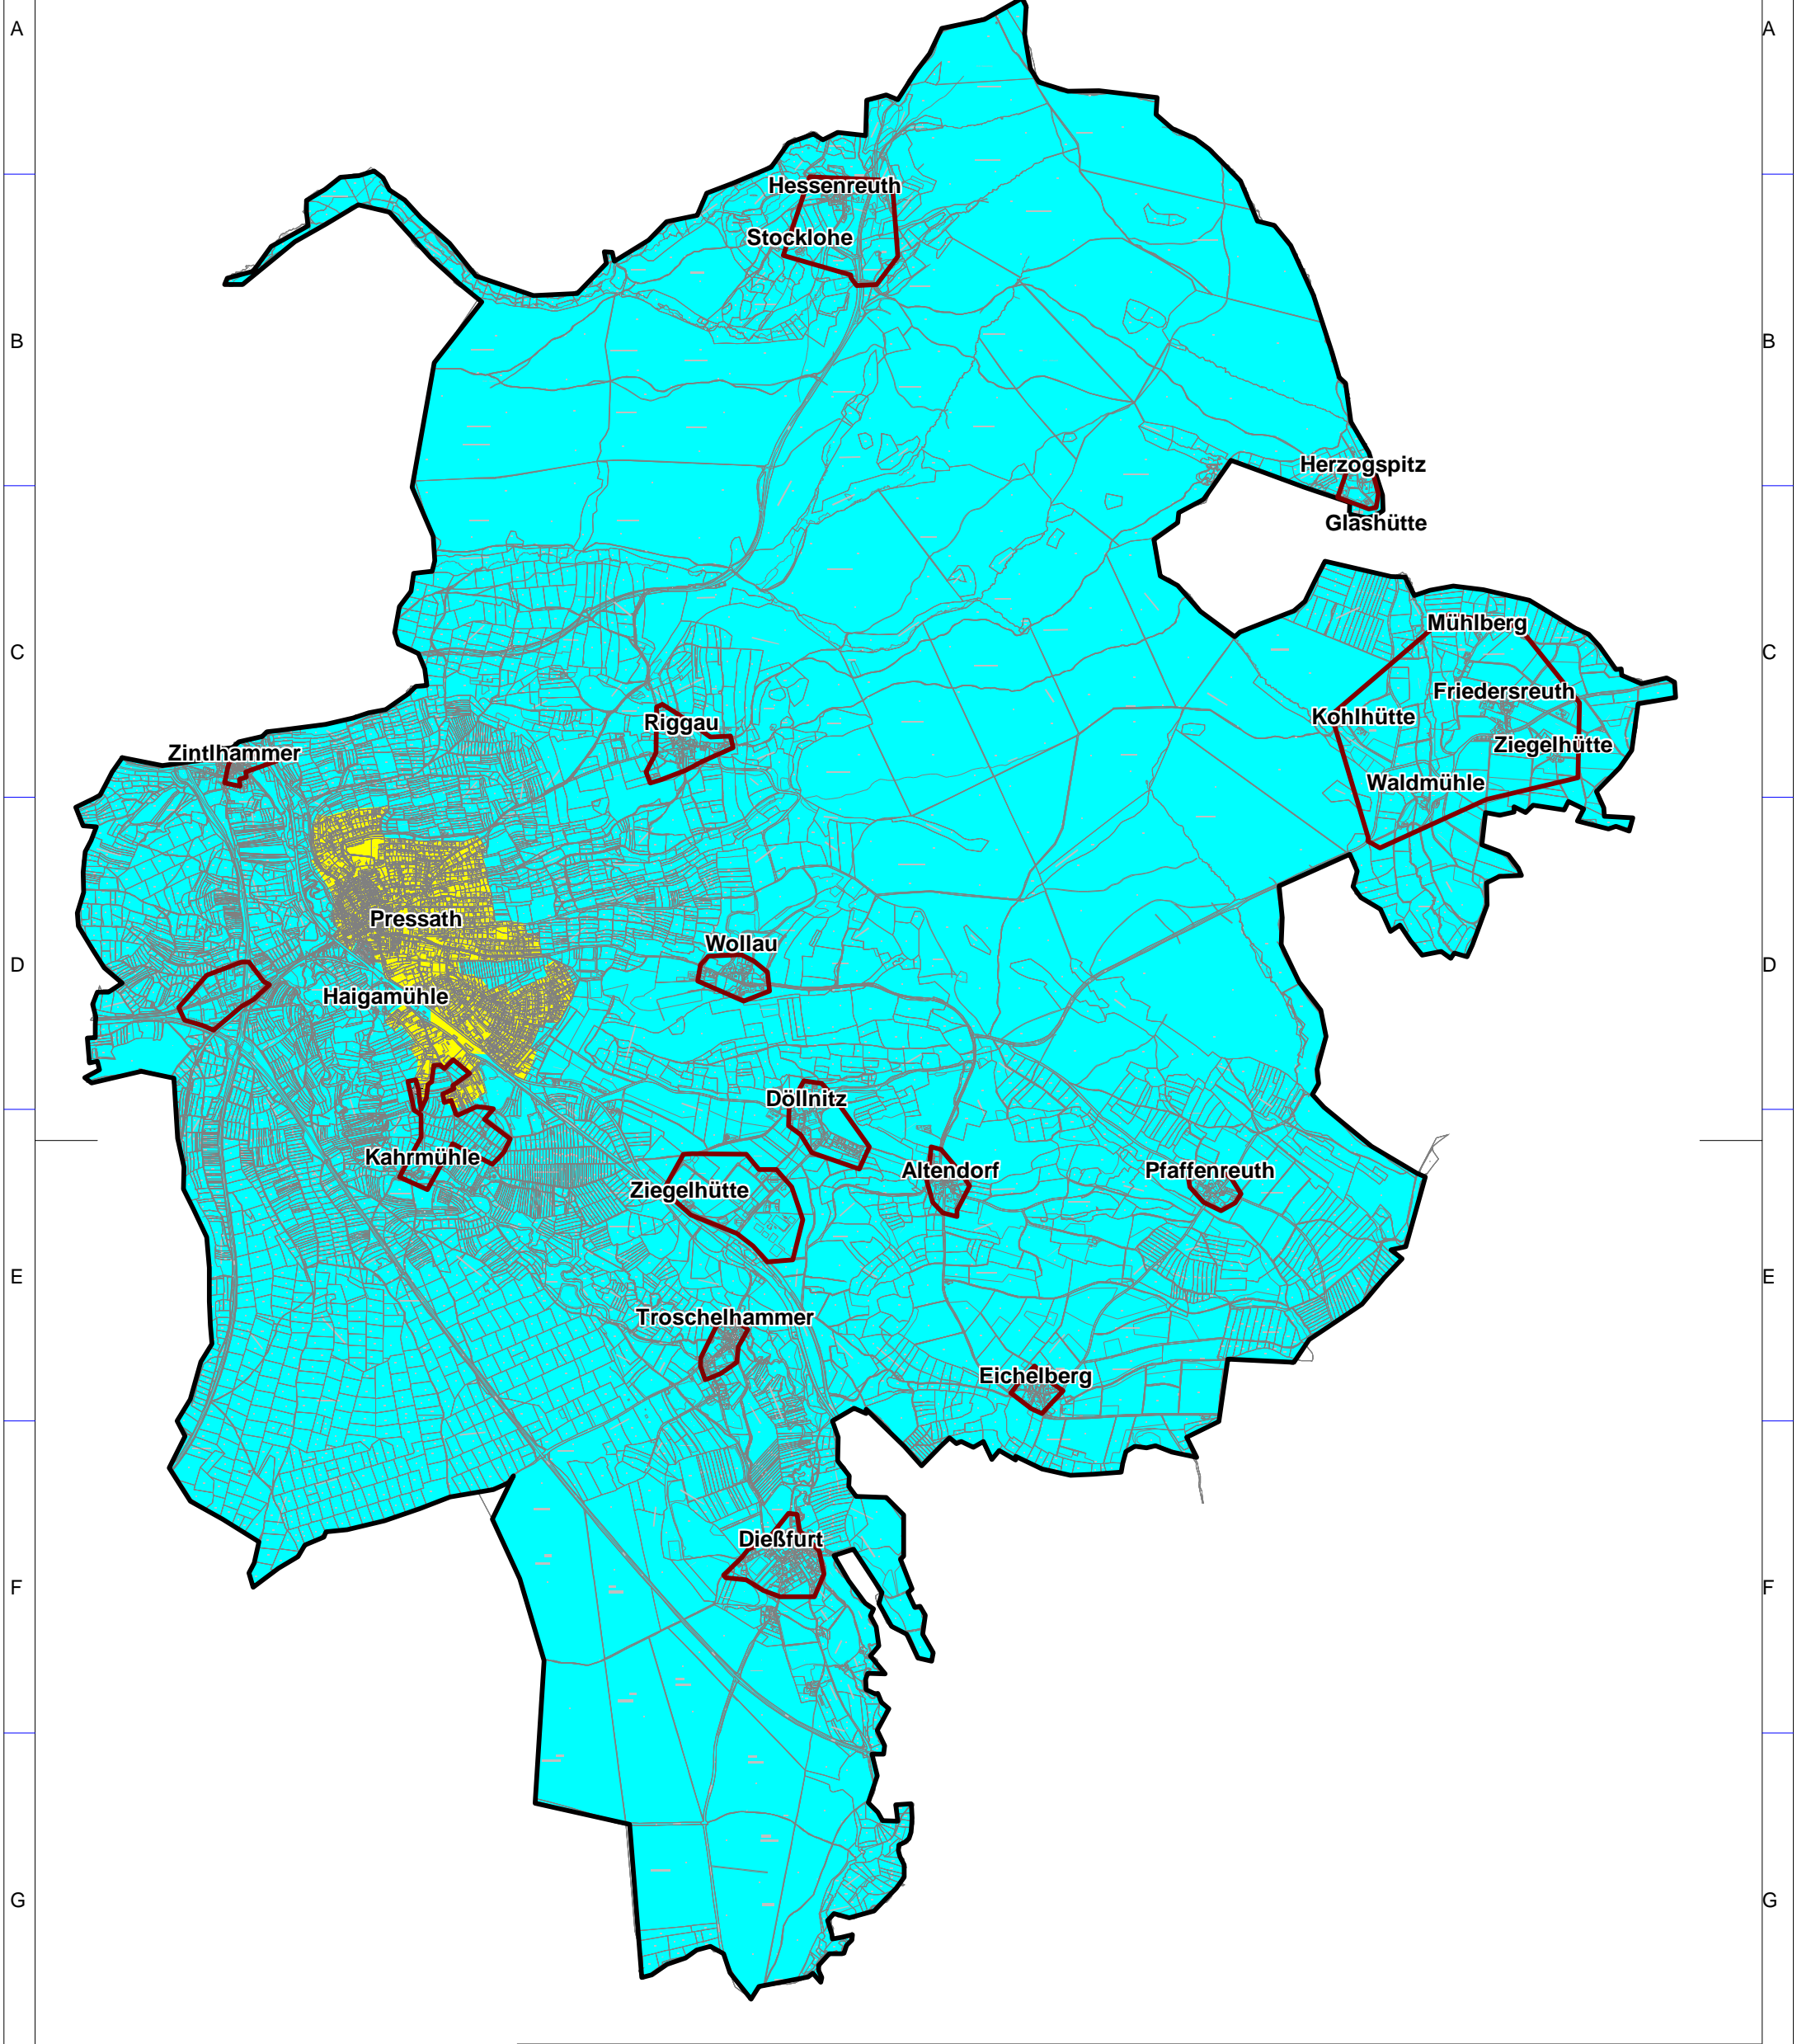 A
A
Hessenreuth
Stocklohe
B
B
Herzogspitz
Glashütte
Mühlberg
C
C
Friedersreuth
Kohlhütte
Riggau
Ziegelhütte
Zintlhammer
Waldmühle
Pressath
Wollau
D
D
Haigamühle
Döllnitz
Kahrmühle
Altendorf
Pfaffenreuth
Ziegelhütte
E
E
Troschelhammer
Eichelberg
Dießfurt
F
F
G
G